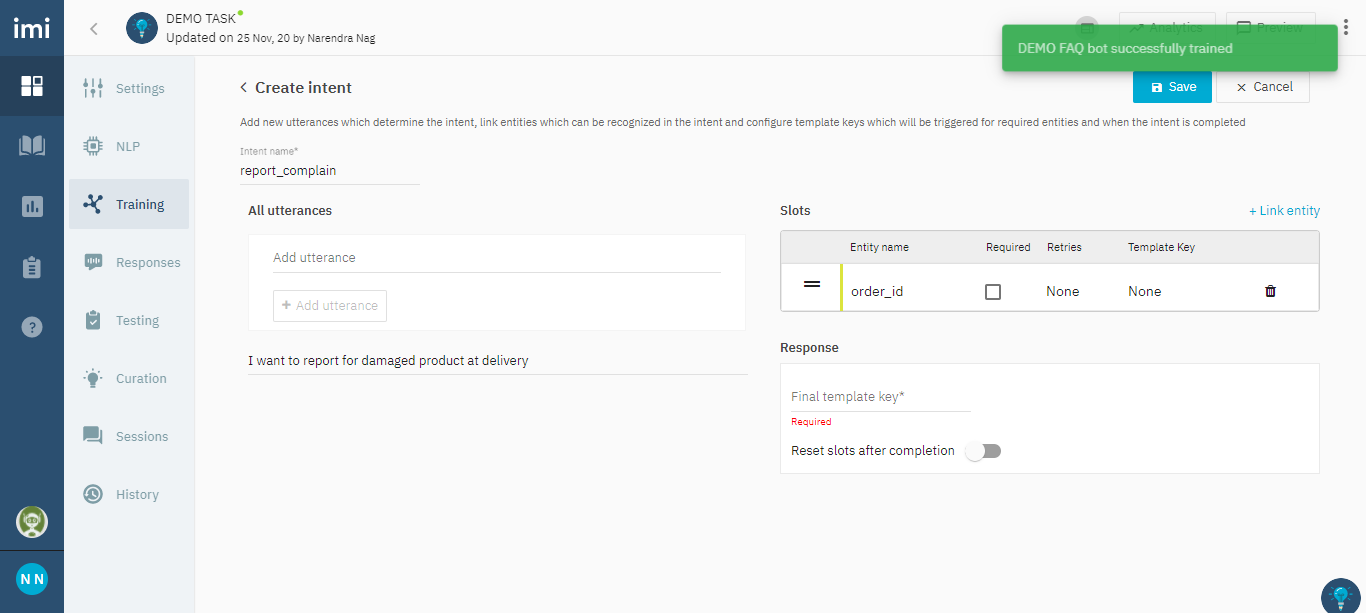 imi
DEMO TASK
Updated on 25 Nov, 20 by Narendra Nag
Analytics
Preview
DEMO FAQ bot successfully trained
Settings
NLP
Training
Responses
Testing
Curation
Sessions
History
N N
Create intent
Save
Cancel
Add new utterances which determine the intent, link entities which can be recognized in the intent and configure template keys which will be triggered for required entities and when the intent is completed
Intent name*
report_complain
All utterances
Add utterance
+ Add utterance
I want to report for damaged product at delivery
Slots
+ Link entity
Entity name Required Retries Template Key
order_id None None
Response
Final template key*
Required
Reset slots after completion